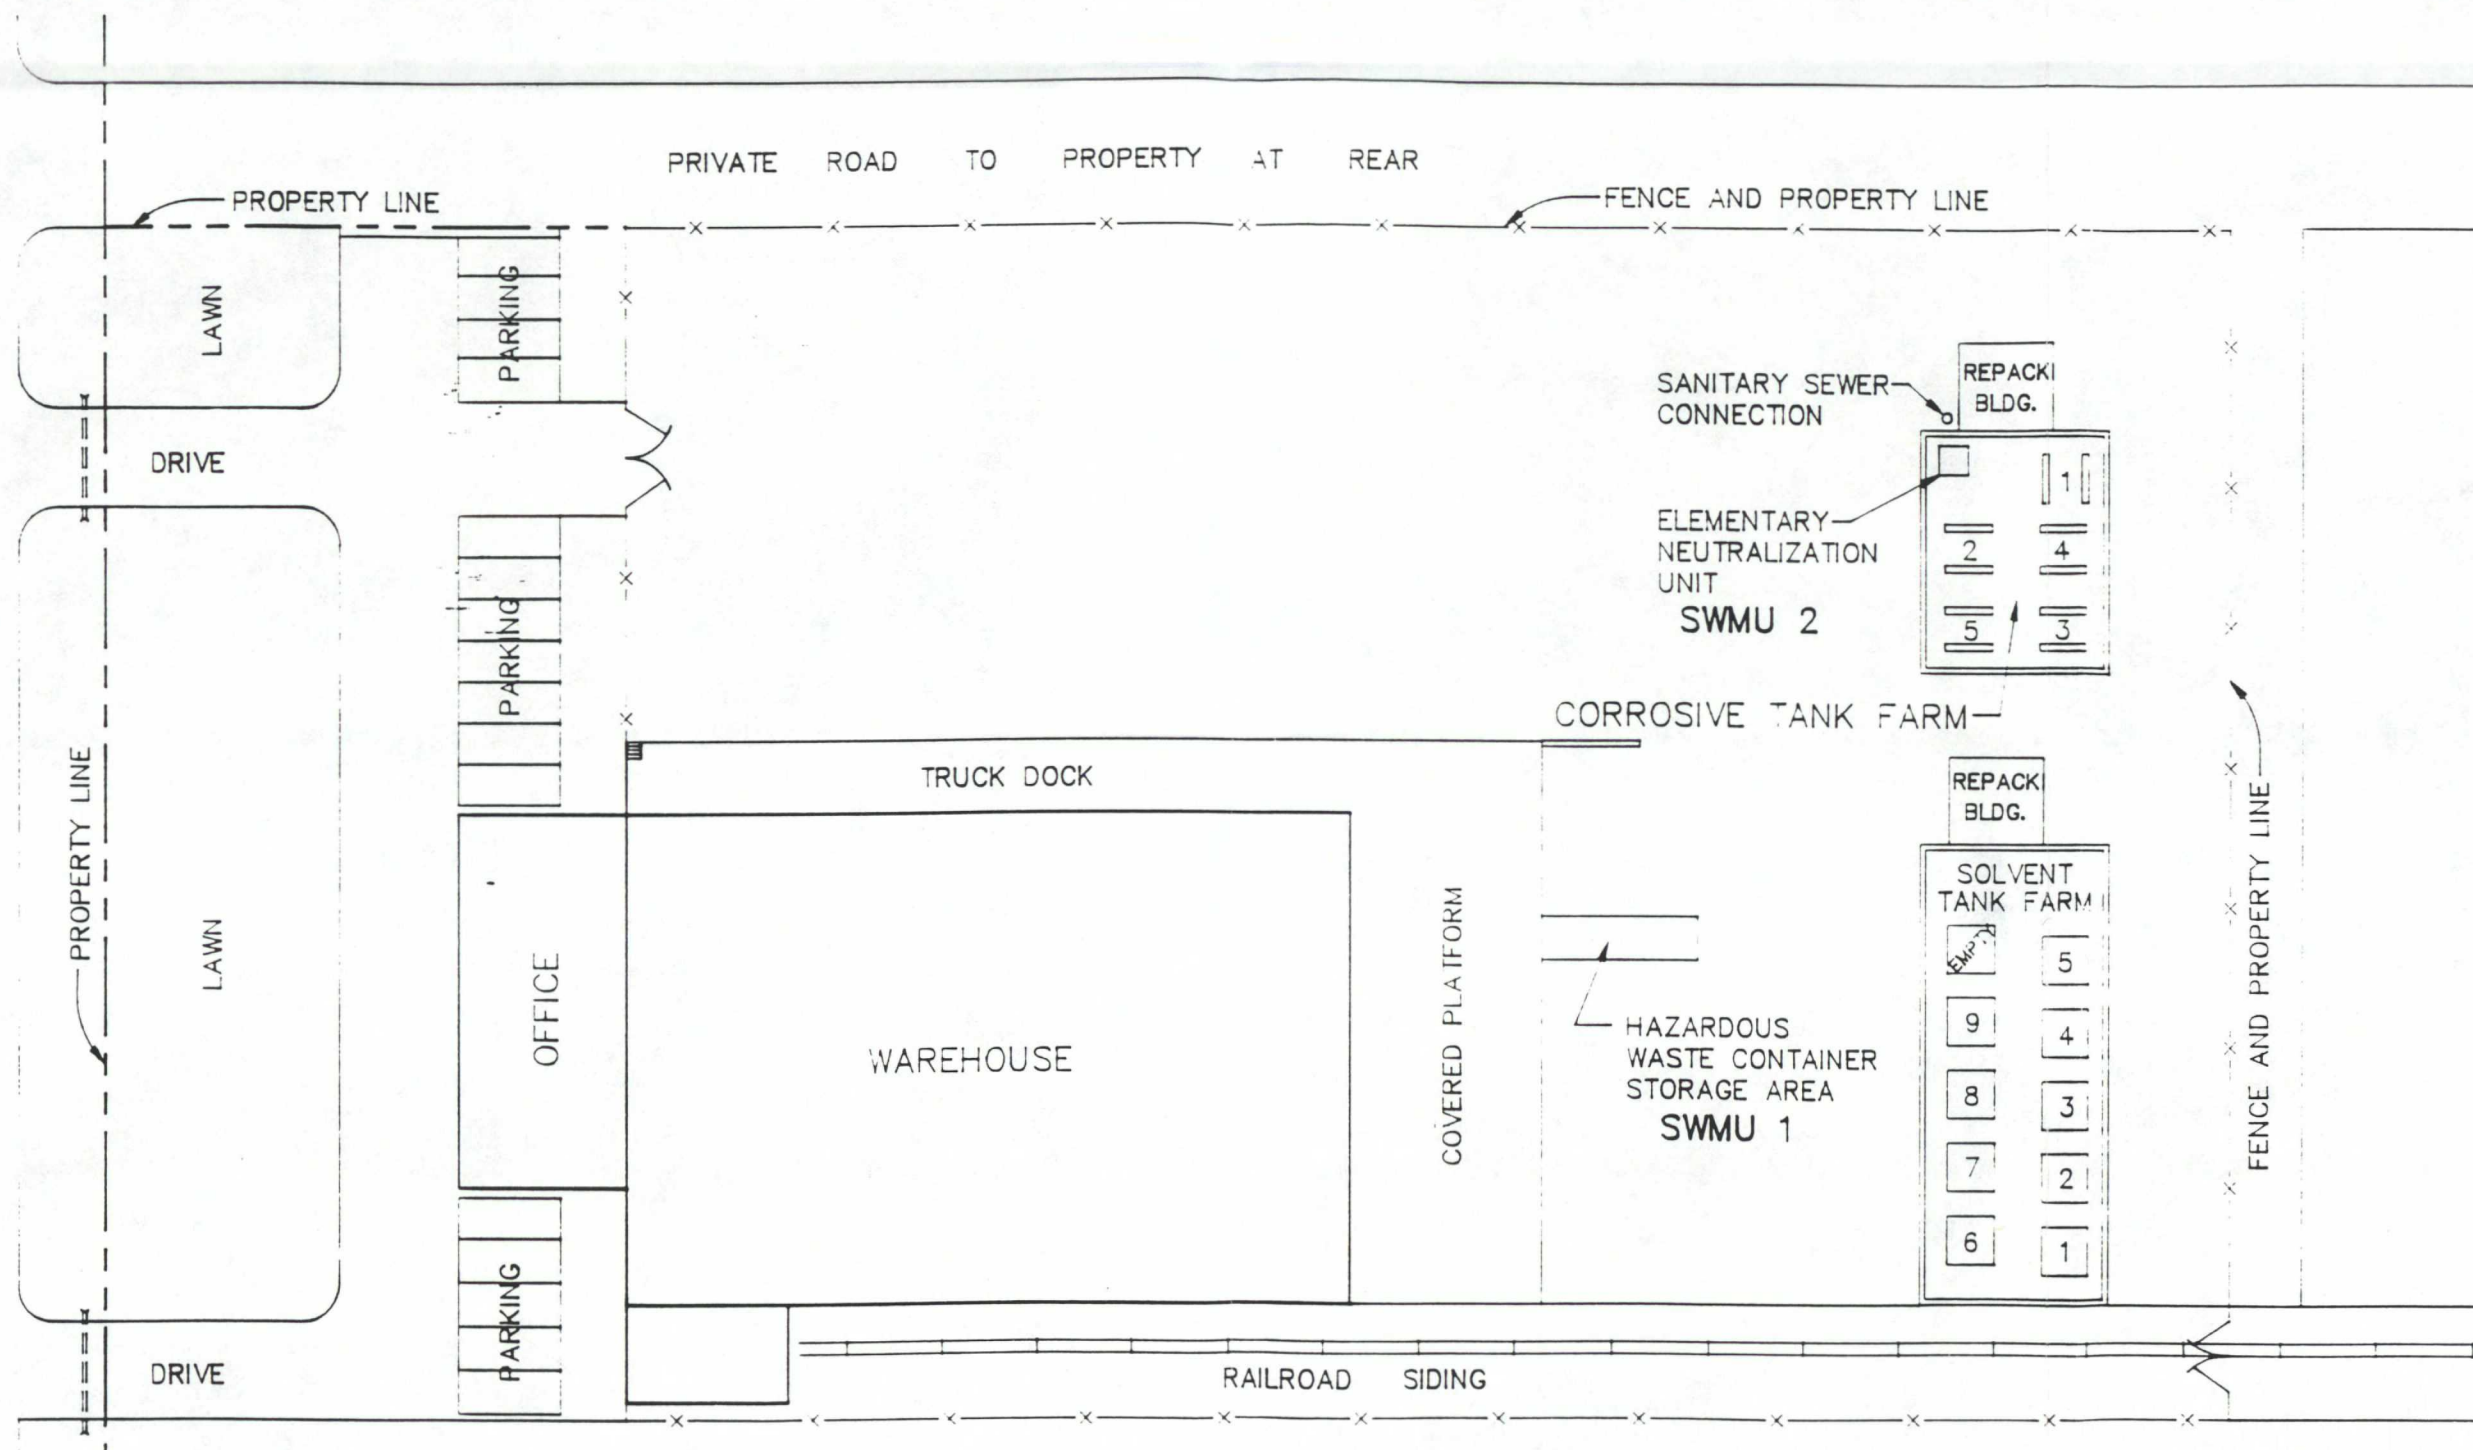 PRIVATE ROAD TO PROPERTY AT REAR
PROPERTY LINE
FENCE AND PROPERTY LINE
LAWN
PARKING
SANITARY SEWER
CONNECTION
REPACK
BLDG.
DRIVE
1
ELEMENTARY
NEUTRALIZATION
UNIT
SWMU 2
2
4
5
3
PARKING
CORROSIVE TANK FARM
PROPERTY LINE
TRUCK DOCK
REPACK
BLDG.
FENCE AND PROPERTY LINE
SOLVENT
TANK FARM
LAWN
OFFICE
WAREHOUSE
COVERED PLATFORM
HAZARDOUS
WASTE CONTAINER
STORAGE AREA
SWMU 1
5
9
4
8
3
7
2
6
1
PARKING
DRIVE
RAILROAD SIDING